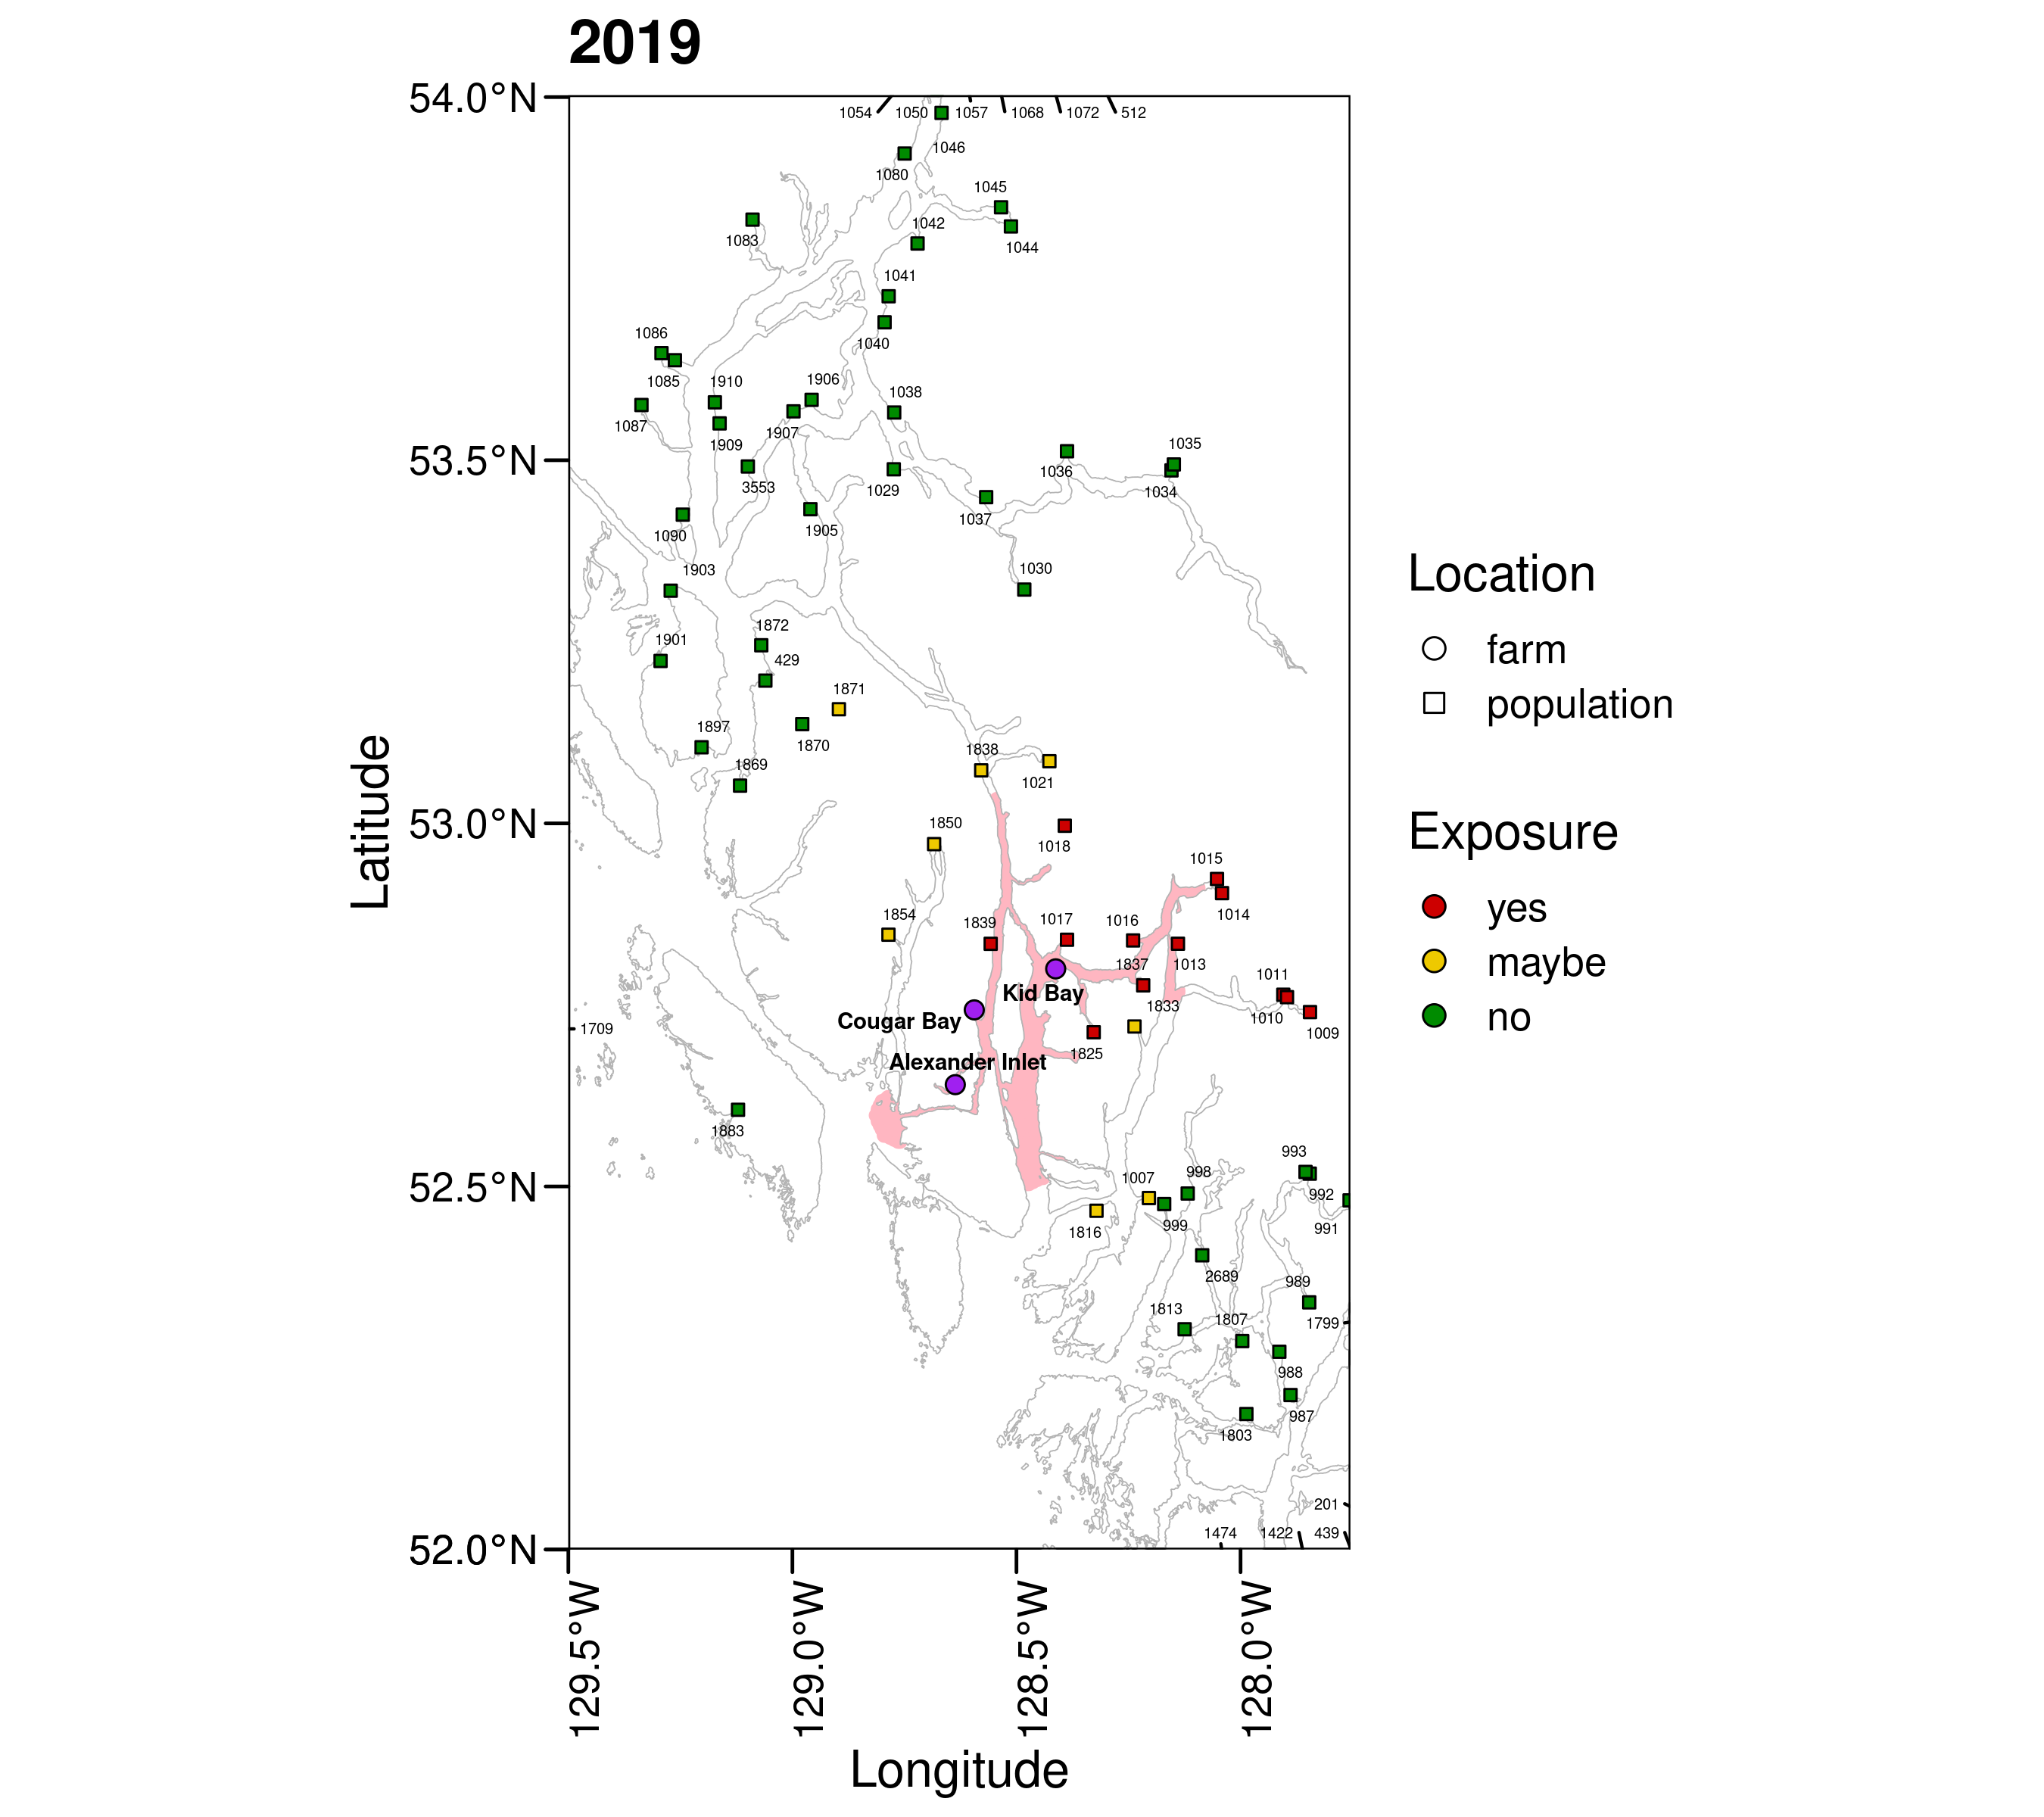 2019
54.0°N
1054 1050 1057 1068 1072 512
1046
1080
1045
1083 1042 1044
1041
1086 1040
1085 1910 1906 1038
1087 1909 1907
53.5°N 1036 1035
3553 1029 1034
1090 1905 1037
1903 1030
1901 1872
429
1871
1897 1870 1838
1869 1021
53.0°N 1850
1018 1015
1854 1839 1017 1016 1014
1837 1013
Kid Bay 1011
1833
Cougar Bay 1010
1709 1009
Alexander Inlet 1825
1883
993
52.5°N 1007 998
992
1816 999 991
2689 989
1813 1807 1799
988
987
1803
201
1474 1422 439
52.0°N
129.5°W
129.0°W
128.5°W
128.0°W
Longitude
Latitude
Location
farm
population
Exposure
yes
maybe
no